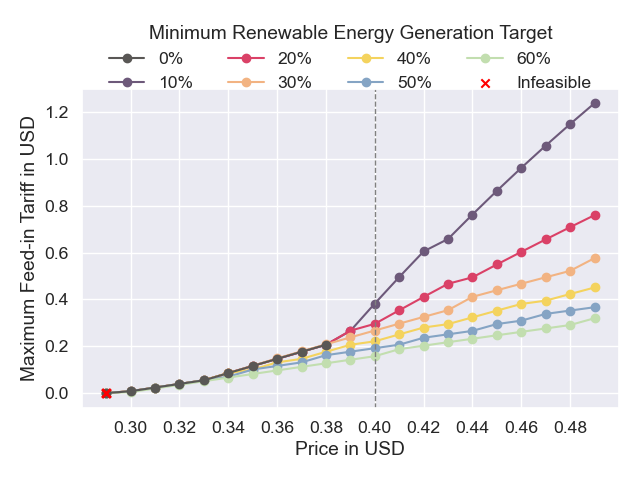 Minimum Renewable Energy Generation Target
0% 20% 40% 60%
10% 30% 50% Infeasible
Maximum Feed-in Tariff in USD
1.2
1.0
0.8
0.6
0.4
0.2
0.0
0.30 0.32 0.34 0.36 0.38 0.40 0.42 0.44 0.46 0.48
Price in USD